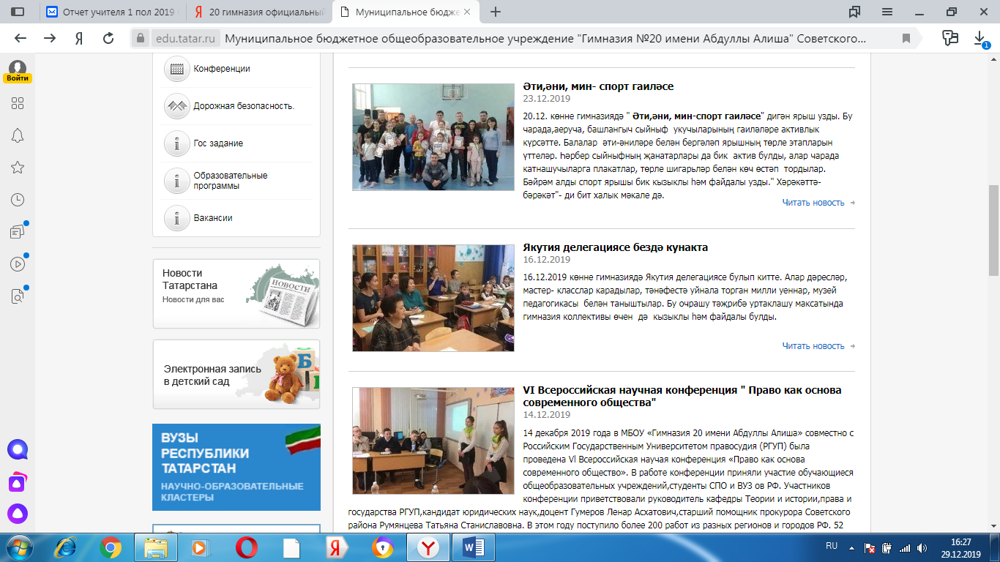 Отчет учителя 1 пол 2019
20 гимназия официальный
Муниципальное бюдже
edu.tatar.ru
Муниципальное бюджетное общеобразовательное учреждение "Гимназия №20 имени Абдуллы Алиша" Советского...
1
Войти
Конференции
Дорожная безопасность.
Гос задание
Образовательные
программы
Вакансии
Новости
Татарстана
Новости для вас
НОВОСТИ
Электронная запись
в детский сад
Б
ВУЗЫ
РЕСПУБЛИКИ
ТАТАРСТАН
НАУЧНО-ОБРАЗОВАТЕЛЬНЫЕ
КЛАСТЕРЫ
Әти,әни, мин- спорт гаиләсе
23.12.2019
20.12. көнне гимназиядә " Әти,әни, мин-спорт гаиләсе" дигән ярыш узды. Бу
чарада,аеруча, башлангыч сыйныф укучыларының гаиләләре активлык
күрсәтте. Балалар әти-әниләре белән бергәләп ярышның төрле этапларын
үттеләр. Һәрбер сыйныфның җанатарлары да бик актив булды, алар чарада
катнашучыларга плакатлар, төрле шигарьләр белән көч өстәп тордылар.
Бәйрәм алды спорт ярышы бик кызыклы һәм файдалы узды." Хәрәкәттә-
бәрәкәт"- ди бит халык мәкале дә.
Читать новость
Якутия делегациясе бездә кунакта
16.12.2019
16.12.2019 көнне гимназиядә Якутия делегациясе булып китте. Алар дәресләр,
мастер- класслар карадылар, тәнәфестә уйнала торган милли уеннар, музей
педагогикасы белән таныштылар. Бу очрашу тәҗрибә уртаклашу максатында
гимназия коллективы өчен дә кызыклы һәм файдалы булды.
Читать новость
VI Всероссийская научная конференция " Право как основа
современного общества"
14.12.2019
14 декабря 2019 года в МБОУ «Гимназия 20 имени Абдуллы Алиша» совместно с
Российским Государственным Университетом правосудия (РГУП) была
проведена VI Всероссийская научая конференция «Право как основа
современного общество». В работе конференции приняли участие обучающиеся
общеобразовательных учреждений,студенты СПО и ВУЗ ов РФ. Участников
конференции приветствовали руководитель кафедры Теории и истории,права и
государства РГУП,кандидат юридических наук,доцент Гумеров Ленар Асхатович,старший помощник прокурора Советского
района Румянцева Татьяна Станиславовна. В этом году поступило более 200 работ из разных регионов и городов РФ. 52
RU
16:27
29.12.2019